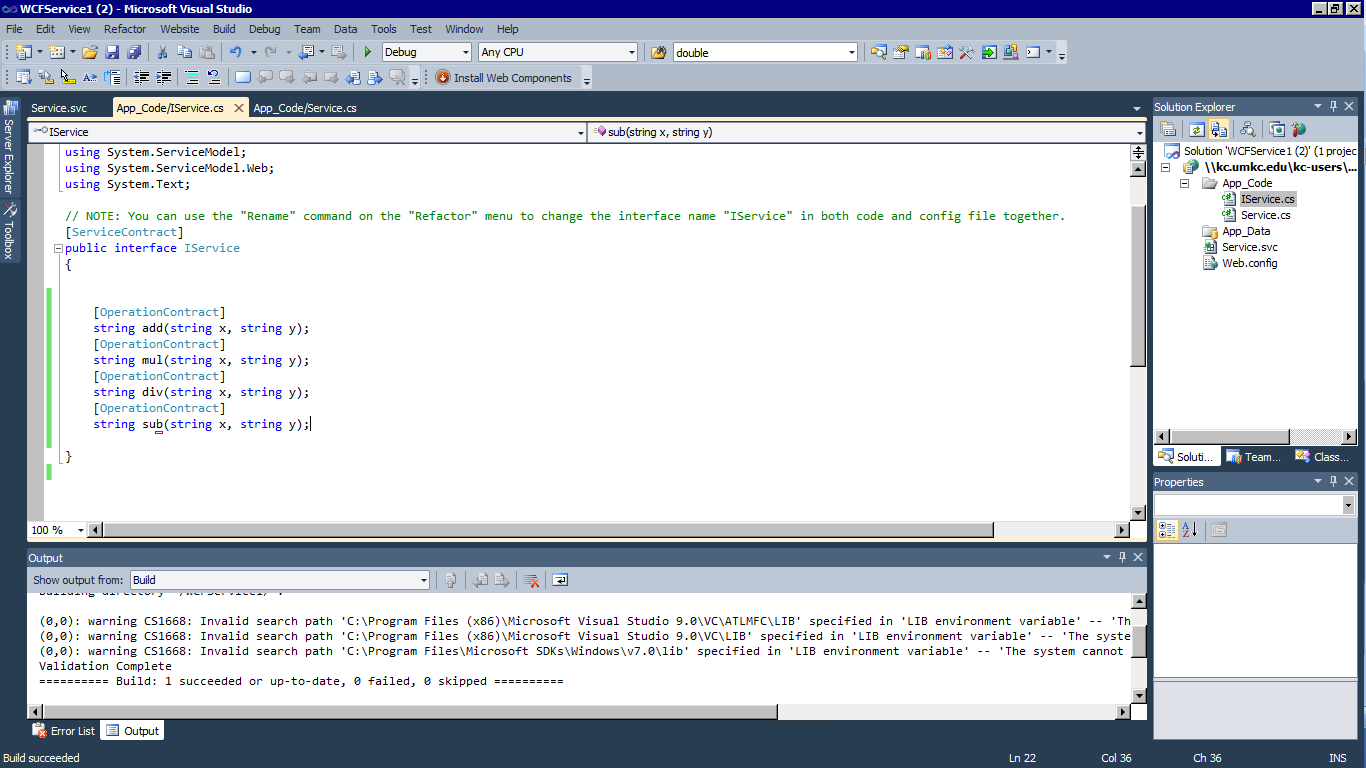 WCFService1 (2) - Microsoft Visual Studio
File Edit View Refactor Website Build Debug Team Data Tools Test Window Help
Debug Any CPU double
Install Web Components
Server Explorer
Toolbox
Service.svc App_Code/IService.cs App_Code/Service.cs
IService sub(string x, string y)
using System.ServiceModel;
using System.ServiceModel.Web;
using System.Text;
// NOTE: You can use the "Rename" command on the "Refactor" menu to change the interface name "IService" in both code and config file together.
[ServiceContract]
public interface IService
{
[OperationContract]
string add(string x, string y);
[OperationContract]
string mul(string x, string y);
[OperationContract]
string div(string x, string y);
[OperationContract]
string sub(string x, string y);
}
100 %
Solution Explorer
Solution 'WCFService1 (2)' (1 projec
\\kc.umkc.edu\kc-users\...
App_Code
IService.cs
Service.cs
App_Data
Service.svc
Web.config
Soluti... Team... Class...
Properties
Output
Show output from: Build
(0,0): warning CS1668: Invalid search path 'C:\Program Files (x86)\Microsoft Visual Studio 9.0\VC\ATLMFC\LIB' specified in 'LIB environment variable' -- 'Th
(0,0): warning CS1668: Invalid search path 'C:\Program Files (x86)\Microsoft Visual Studio 9.0\VC\LIB' specified in 'LIB environment variable' -- 'The syste
(0,0): warning CS1668: Invalid search path 'C:\Program Files\Microsoft SDKs\Windows\v7.0\lib' specified in 'LIB environment variable' -- 'The system cannot
Validation Complete
========== Build: 1 succeeded or up-to-date, 0 failed, 0 skipped ==========
Error List Output
Build succeeded Ln 22 Col 36 Ch 36 INS